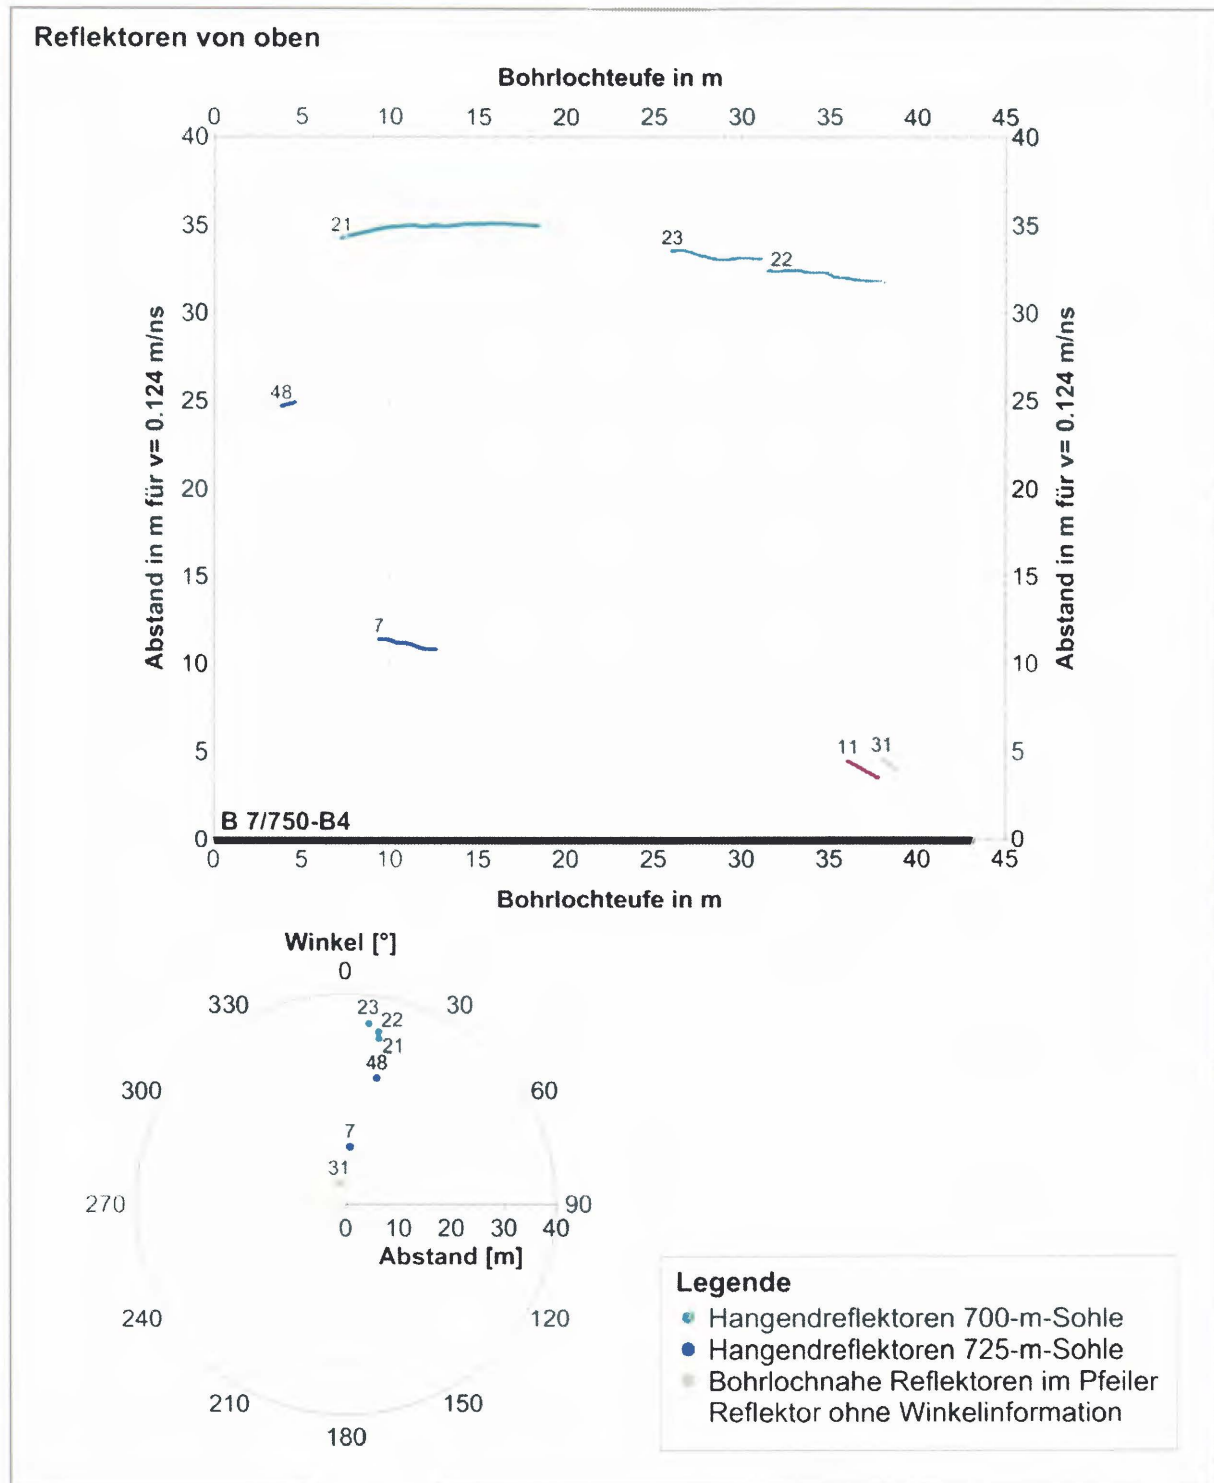 Reflektoren von oben
Bohrlochteufe in m
0 5 10 15 20 25 30 35 40 45
40 40
35 35
30 30
25 25
20 20
15 15
10 10
5 5
0 0
Abstand in m für v= 0.124 m/ns
Abstand in m für v= 0.124 m/ns
21
23
22
48
7
11 31
B 7/750-B4
0 5 10 15 20 25 30 35 40 45
Bohrlochteufe in m
Winkel [°]
0
330 30
23
22
21
48
300 60
7
31
270 90
0 10 20 30 40
Abstand [m]
240 120
210 150
180
Legende
Hangendreflektoren 700-m-Sohle
Hangendreflektoren 725-m-Sohle
Bohrlochnahe Reflektoren im Pfeiler
Reflektor ohne Winkelinformation